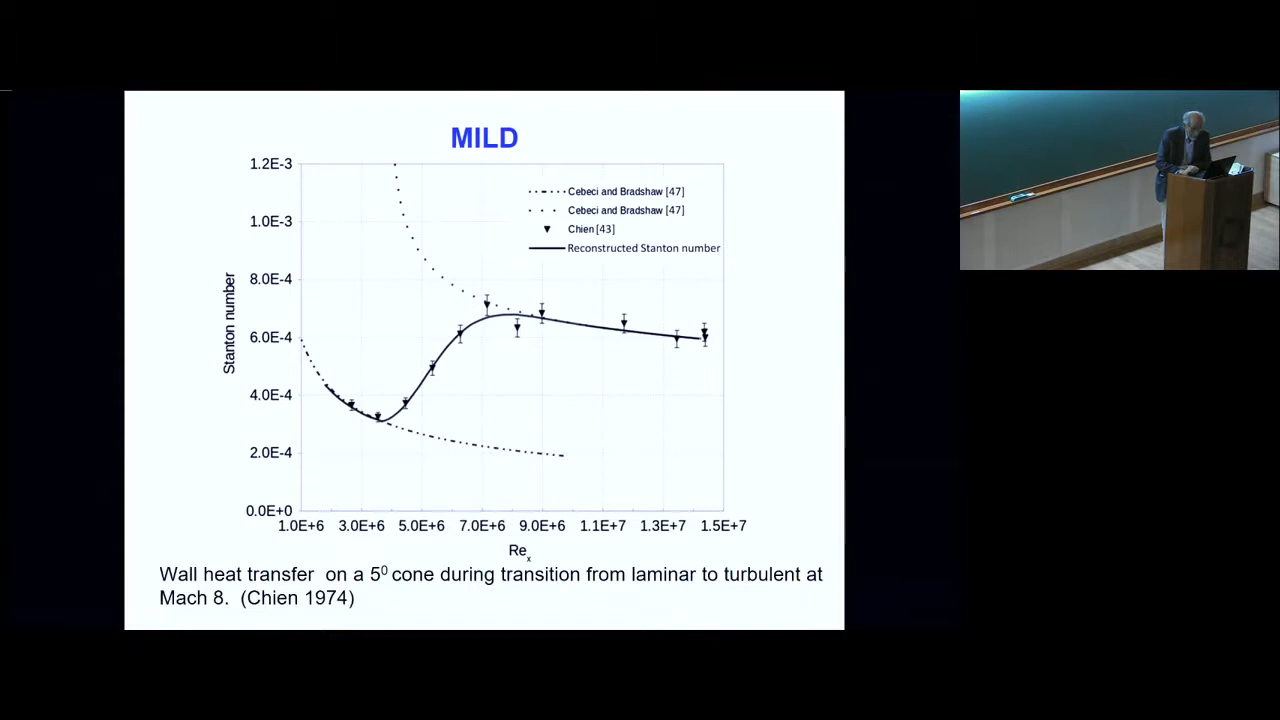 MILD
1.2E-3
1.0E-3
8.0E-4
6.0E-4
4.0E-4
2.0E-4
0.0E+0
Stanton number
Cebeci and Bradshaw [47]
Cebeci and Bradshaw [47]
Chien [43]
Reconstructed Stanton number
1.0E+6 3.0E+6 5.0E+6 7.0E+6 9.0E+6 1.1E+7 1.3E+7 1.5E+7
Reₓ
Wall heat transfer on a 5⁰ cone during transition from laminar to turbulent at
Mach 8. (Chien 1974)